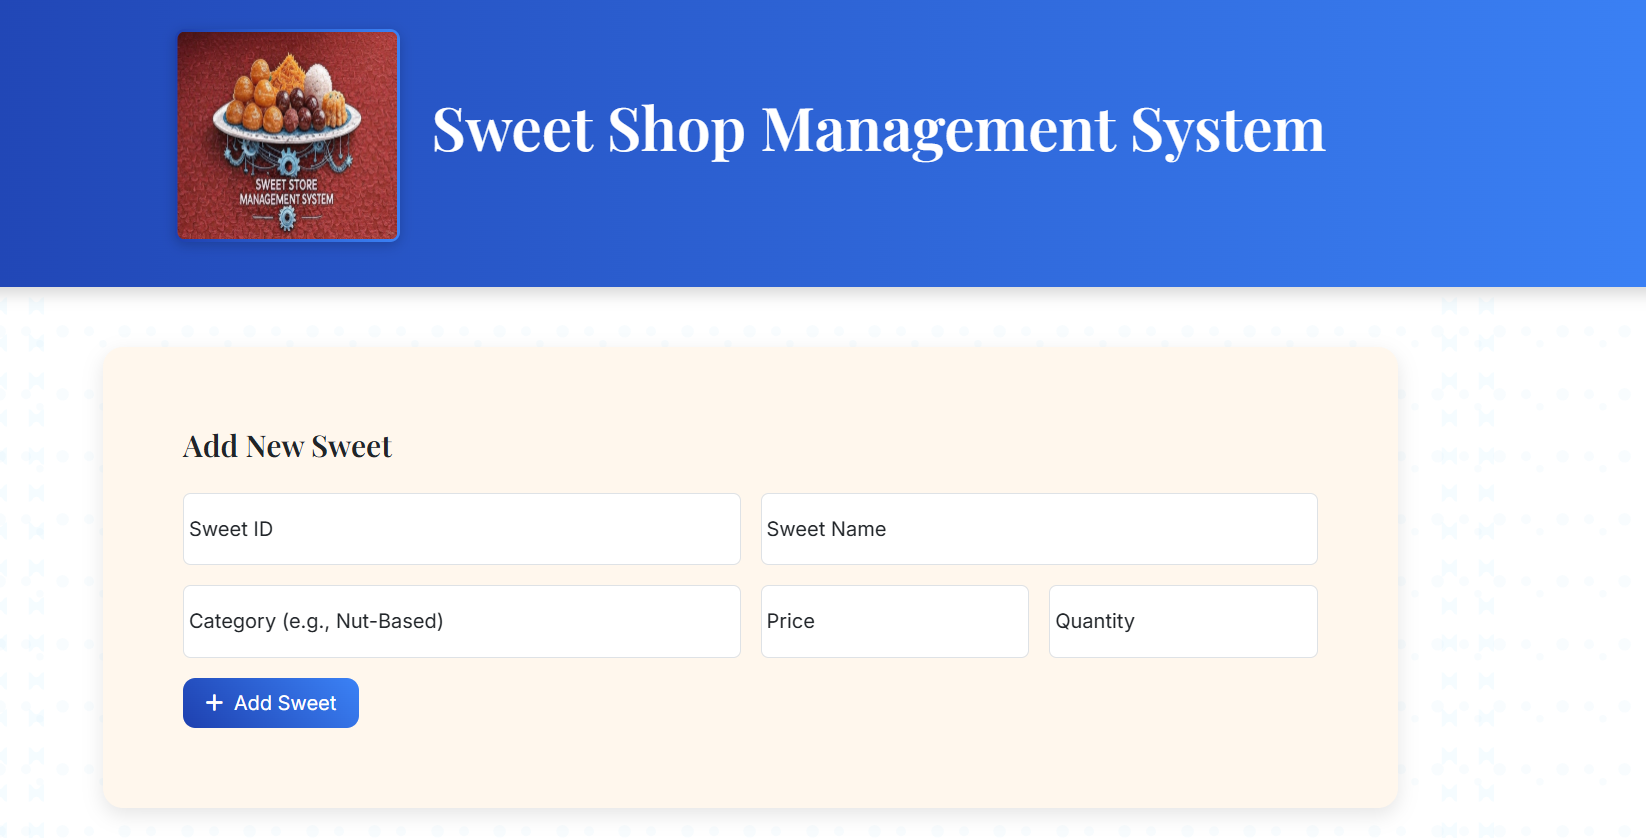 SWEET STORE
MANAGEMENT SYSTEM
Sweet Shop Management System
Add New Sweet
Sweet ID
Sweet Name
Category (e.g., Nut-Based)
Price
Quantity
+ Add Sweet